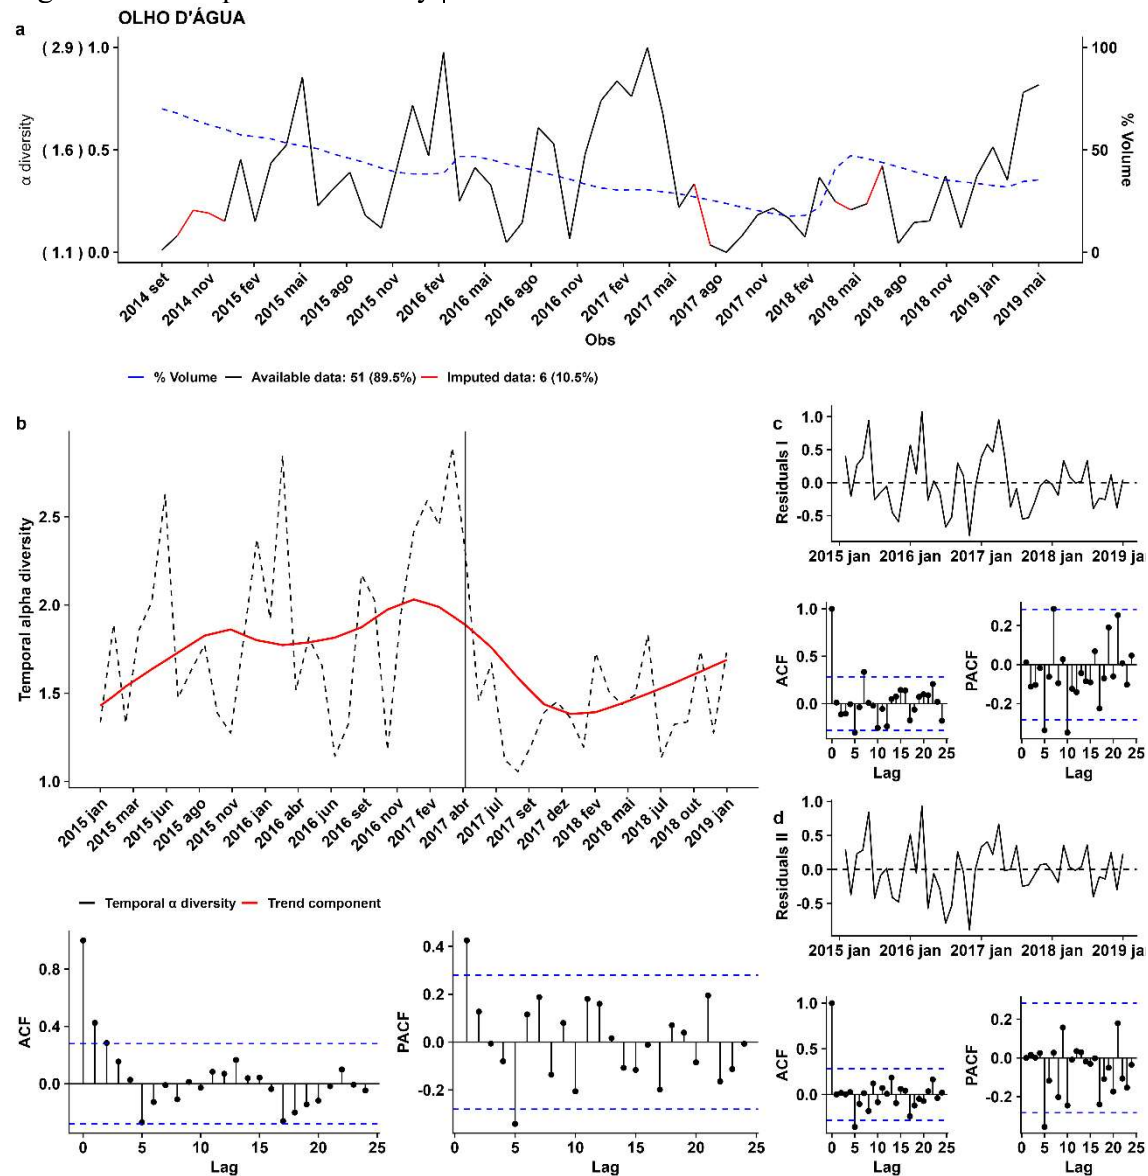 OLHO D'ÁGUA
a
( 2.9 ) 1.0
( 1.6 ) 0.5
( 1.1 ) 0.0
α diversity
100
50
0
% Volume
2014 set
2014 nov
2015 fev
2015 mai
2015 ago
2015 nov
2016 fev
2016 mai
2016 ago
2016 nov
2017 fev
2017 mai
2017 ago
2017 nov
2018 fev
2018 mai
2018 ago
2018 nov
2019 jan
2019 mai
Obs
% Volume Available data: 51 (89.5%) Imputed data: 6 (10.5%)
b
Temporal alpha diversity
2.5
2.0
1.5
1.0
2015 jan
2015 mar
2015 jun
2015 ago
2015 nov
2016 jan
2016 abr
2016 jun
2016 set
2016 nov
2017 fev
2017 abr
2017 jul
2017 set
2017 dez
2018 fev
2018 mai
2018 jul
2018 out
2019 jan
Temporal α diversity Trend component
ACF
0.8
0.4
0.0
0 5 10 15 20 25
Lag
PACF
0.4
0.2
0.0
-0.2
0 5 10 15 20 25
Lag
c
Residuals I
1.0
0.5
0.0
-0.5
2015 jan 2016 jan 2017 jan 2018 jan 2019 jan
ACF
1.0
0.5
0.0
0 5 10 15 20 25
Lag
PACF
0.2
0.0
-0.2
0 5 10 15 20 25
Lag
d
Residuals II
1.0
0.5
0.0
-0.5
2015 jan 2016 jan 2017 jan 2018 jan 2019 jan
ACF
1.0
0.5
0.0
0 5 10 15 20 25
Lag
PACF
0.2
0.0
-0.2
0 5 10 15 20 25
Lag